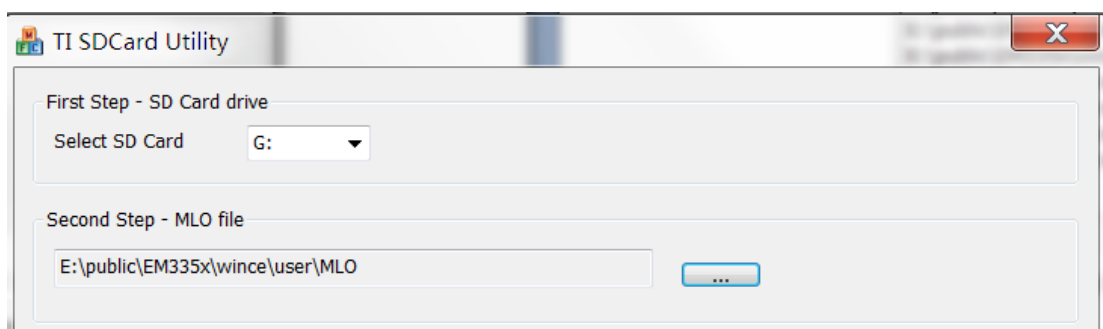 TI SDCard Utility
First Step - SD Card drive
Select SD Card
G:
Second Step - MLO file
E:\public\EM335x\wince\user\MLO
...